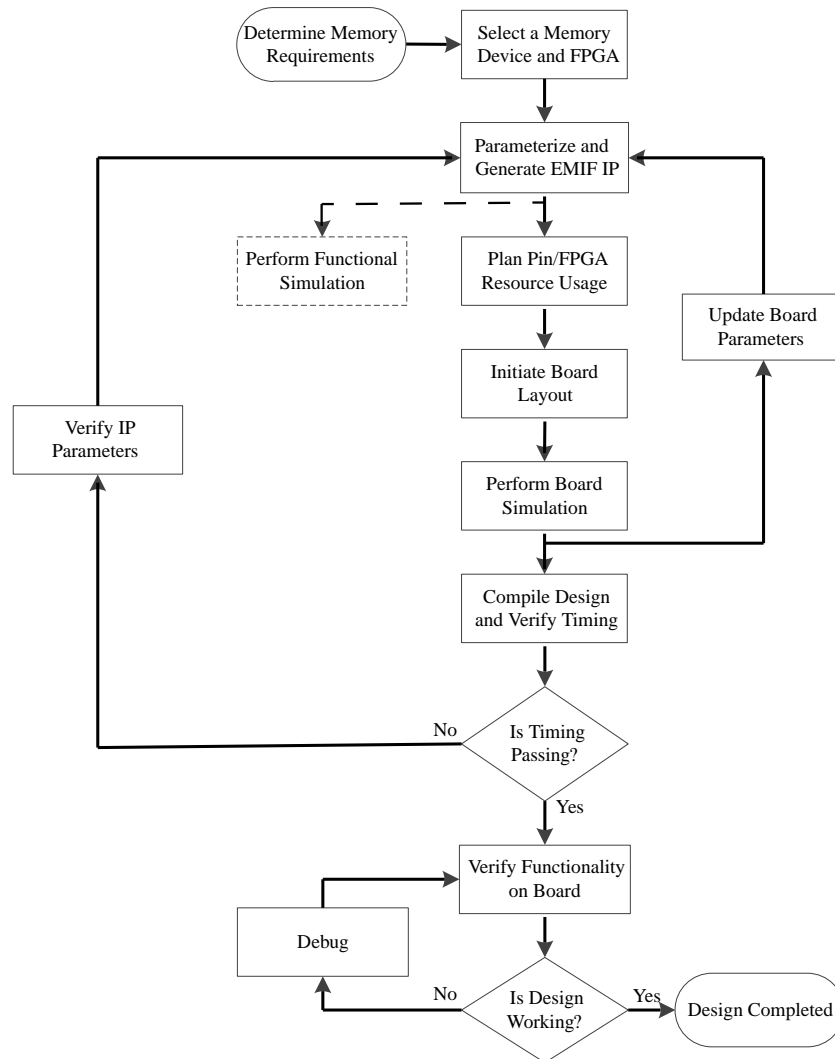 Determine Memory
Requirements
Select a Memory
Device and FPGA
Parameterize and
Generate EMIF IP
Perform Functional
Simulation
Plan Pin/FPGA
Resource Usage
Update Board
Parameters
Initiate Board
Layout
Verify IP
Parameters
Perform Board
Simulation
Compile Design
and Verify Timing
No
Is Timing
Passing?
Yes
Verify Functionality
on Board
Debug
No
Is Design
Working?
Yes
Design Completed